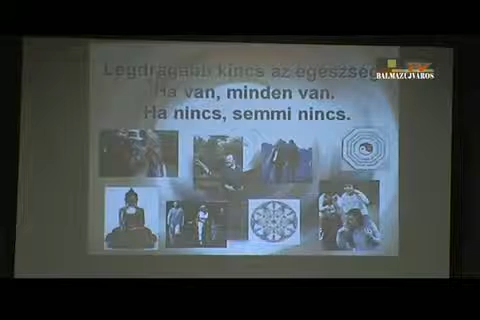 Legdrágább kincs az egészség
Ha van, minden van.
Ha nincs, semmi nincs.
BALMAZÚJVÁROS